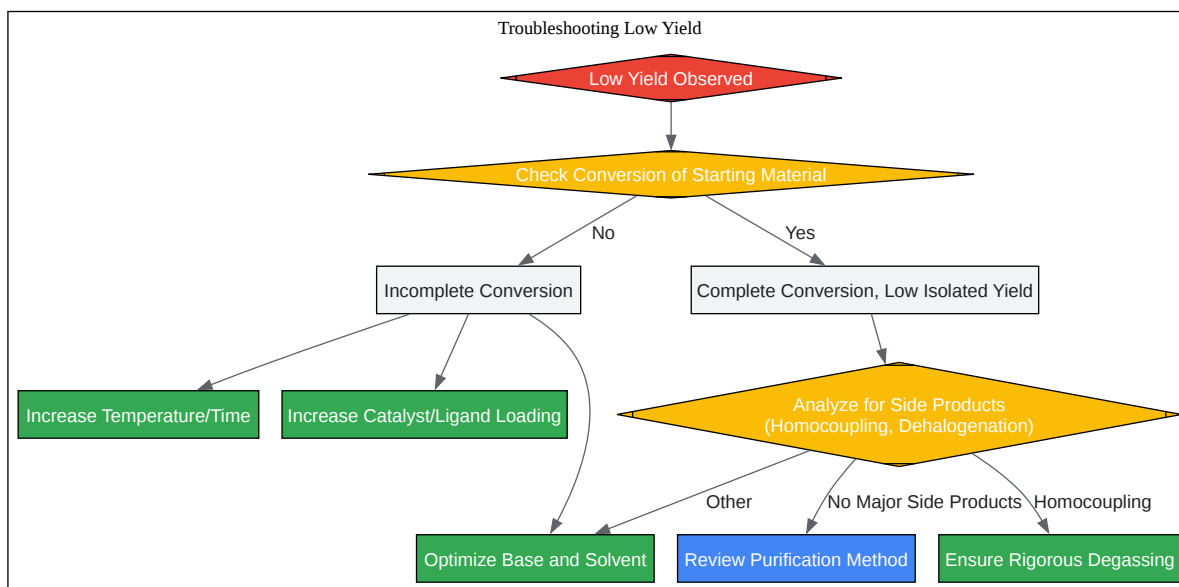 Troubleshooting Low Yield
Low Yield Observed
Check Conversion of Starting Material
No
Yes
Incomplete Conversion
Complete Conversion, Low Isolated Yield
Increase Temperature/Time
Increase Catalyst/Ligand Loading
Analyze for Side Products
(Homocoupling, Dehalogenation)
Other
No Major Side Products
Homocoupling
Optimize Base and Solvent
Review Purification Method
Ensure Rigorous Degassing